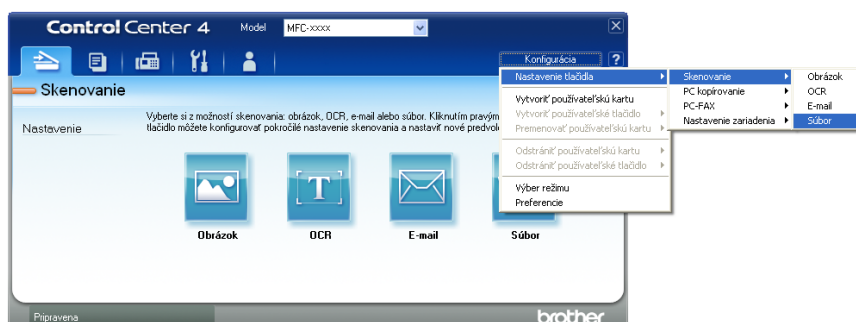 Control Center 4 Model MFC-xxxx
Konfigurácia ?
Skenovanie
Nastavenie
Vyberte si z možností skenovania: obrázok, OCR, e-mail alebo súbor. Kliknutím pravým
tlačidlo môžete konfigurovať pokročilé nastavenie skenovania a nastaviť nové
Obrázok OCR E-mail Súbor
Pripravena
brother
Nastavenie tlačidla
Vytvoriť používateľskú kartu
Vytvoriť používateľské tlačidlo
Premenovať používateľskú kartu
Odstrániť používateľskú kartu
Odstrániť používateľské tlačidlo
Výber režimu
Preferencie
Skenovanie
PC kopírovanie
PC-FAX
Nastavenie zariadenia
Obrázok
OCR
E-mail
Súbor